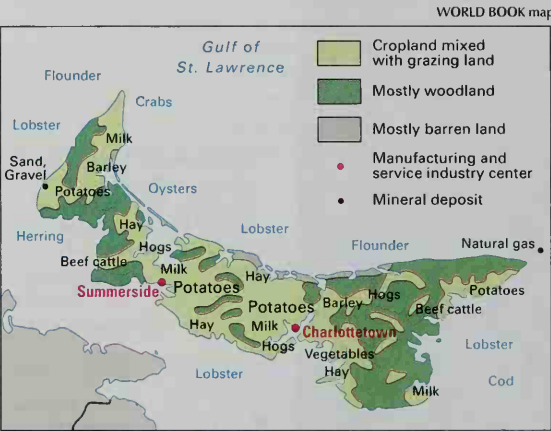 WORLD BOOK map
Gulf of
St. Lawrence
Cropland mixed
with grazing land
Mostly woodland
Mostly barren land
Manufacturing and
service industry center
Mineral deposit
Flounder
Crabs
Lobster
Milk
Sand,
Gravel
Barley
Potatoes
Oysters
Herring
Hay
Lobster
Hogs
Flounder
Natural gas
Beef cattle
Milk
Hay
Summerside
Potatoes
Potatoes
Barley
Hogs
Potatoes
Beef cattle
Hay
Milk
Charlottetown
Hogs
Vegetables
Lobster
Lobster
Hay
Cod
Milk